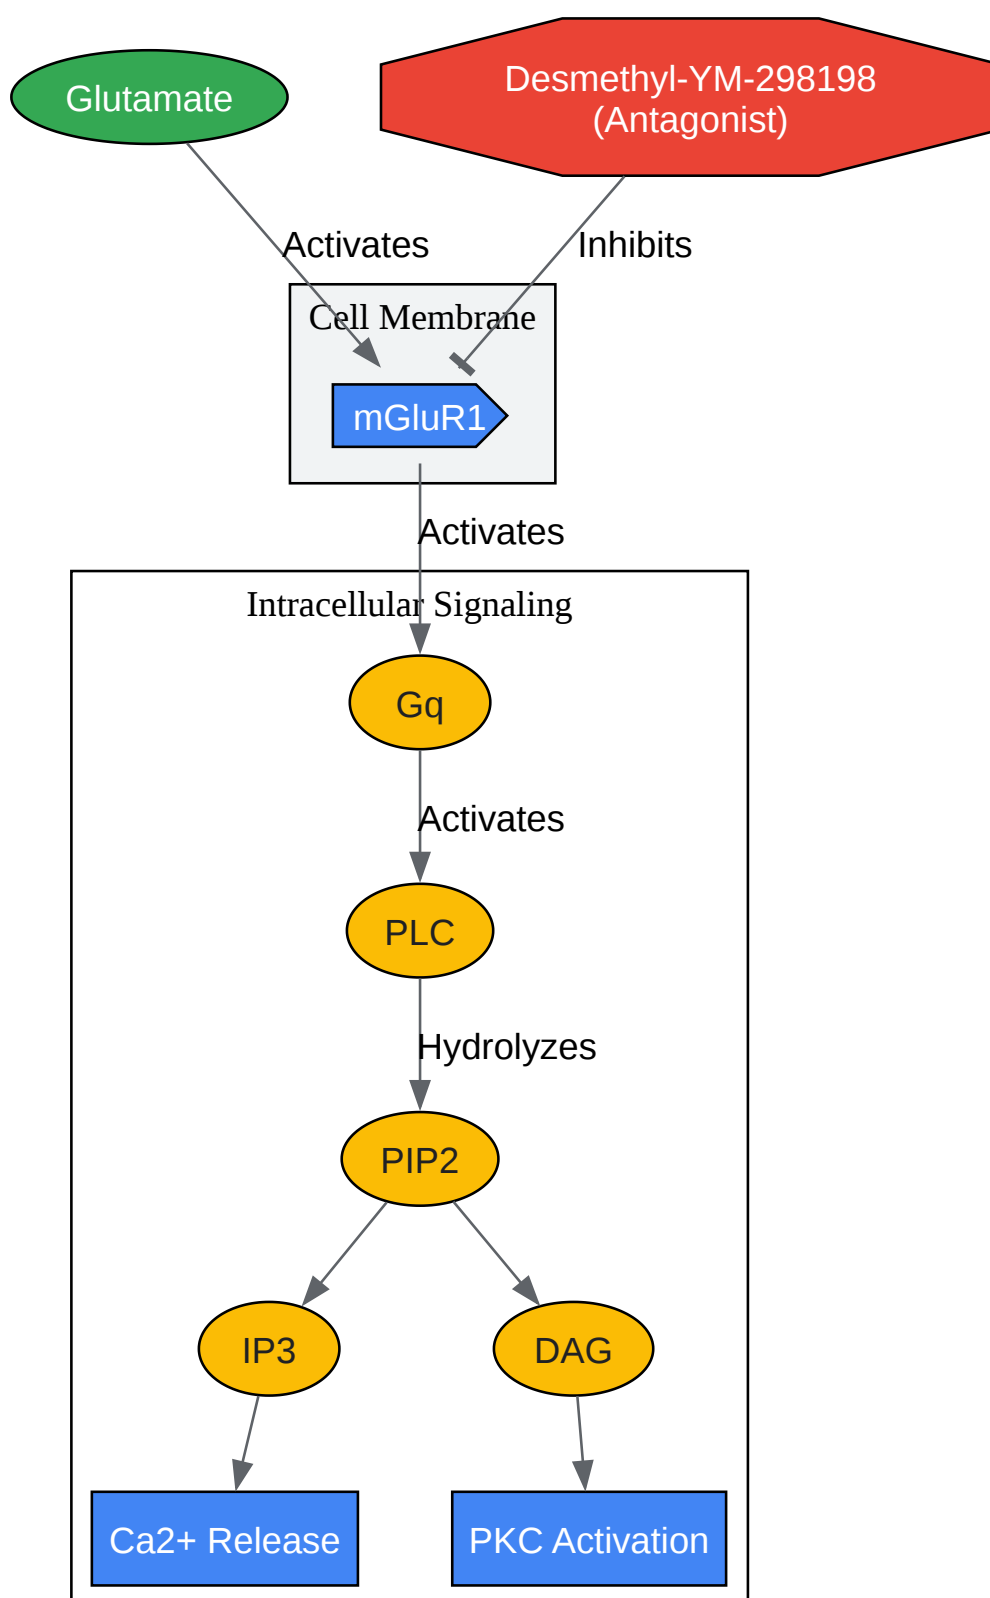 Glutamate
Desmethyl-YM-298198
(Antagonist)
Activates
Inhibits
Cell Membrane
mGluR1
Activates
Intracellular Signaling
Gq
Activates
PLC
Hydrolyzes
PIP2
IP3
DAG
Ca2+ Release
PKC Activation